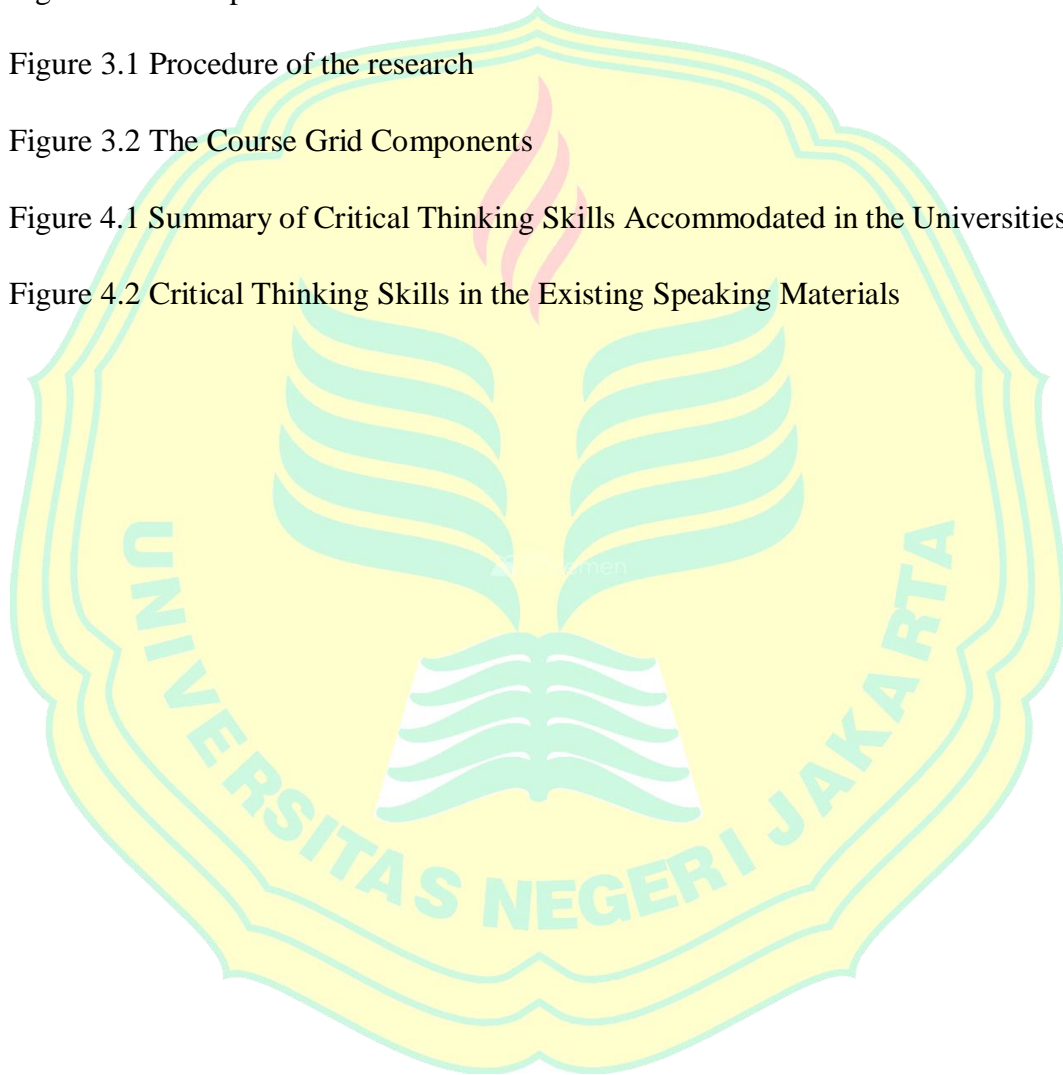 Figure 3.1 Procedure of the research
Figure 3.2 The Course Grid Components
Figure 4.1 Summary of Critical Thinking Skills Accommodated in the Universities
Figure 4.2 Critical Thinking Skills in the Existing Speaking Materials
UNIVERSITAS NEGERI JAKARTA